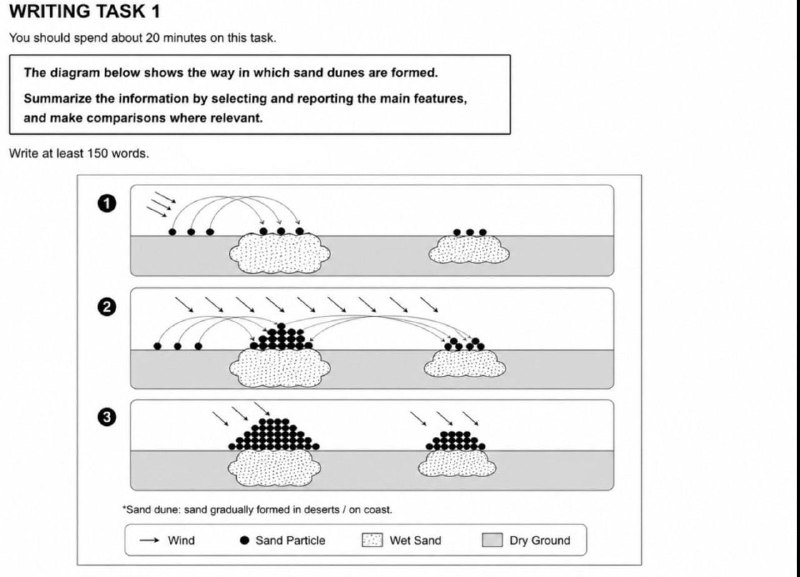 WRITING TASK 1
You should spend about 20 minutes on this task.
The diagram below shows the way in which sand dunes are formed.
Summarize the information by selecting and reporting the main features,
and make comparisons where relevant.
Write at least 150 words.
1
2
3
*Sand dune: sand gradually formed in deserts / on coast.
Wind
Sand Particle
Wet Sand
Dry Ground